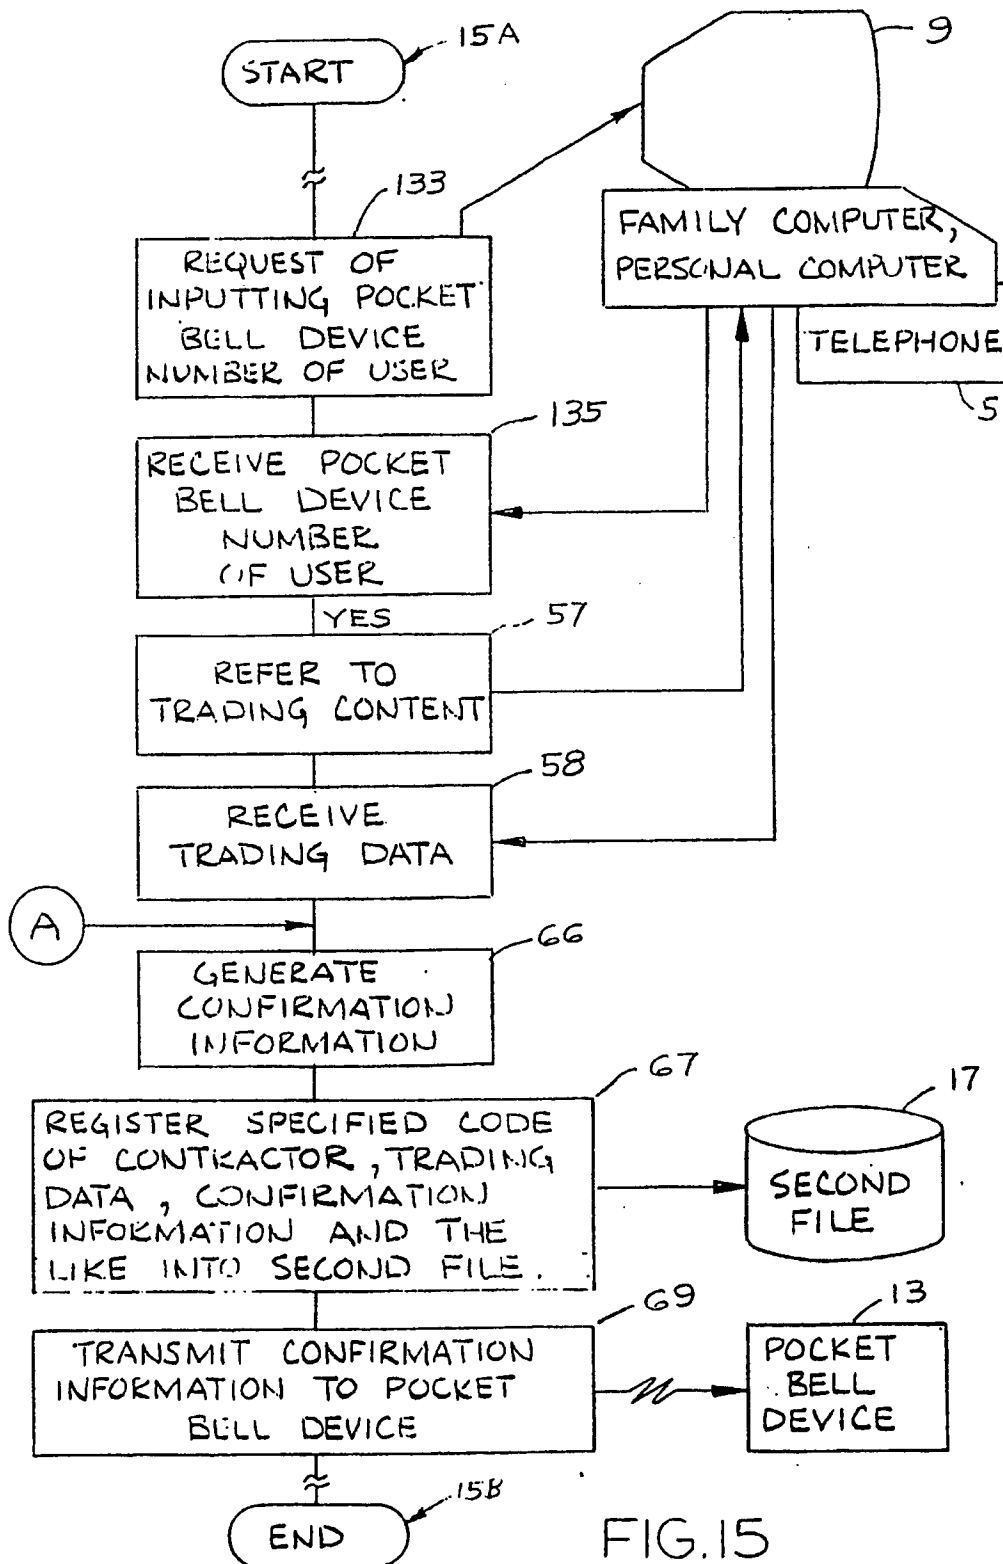 15A
START
9
133
REQUEST OF
INPUTTING POCKET
BELL DEVICE
NUMBER OF USER
FAMILY COMPUTER,
PERSONAL COMPUTER
TELEPHONE
5
135
RECEIVE POCKET
BELL DEVICE
NUMBER
OF USER
YES
57
REFER TO
TRADING CONTENT
58
RECEIVE
TRADING DATA
A
66
GENERATE
CONFIRMATION
INFORMATION
67
REGISTER SPECIFIED CODE
OF CONTRACTOR, TRADING
DATA, CONFIRMATION
INFORMATION AND THE
LIKE INTO SECOND FILE.
17
SECOND
FILE
69
TRANSMIT CONFIRMATION
INFORMATION TO POCKET
BELL DEVICE
13
POCKET
BELL
DEVICE
15B
END
FIG.15